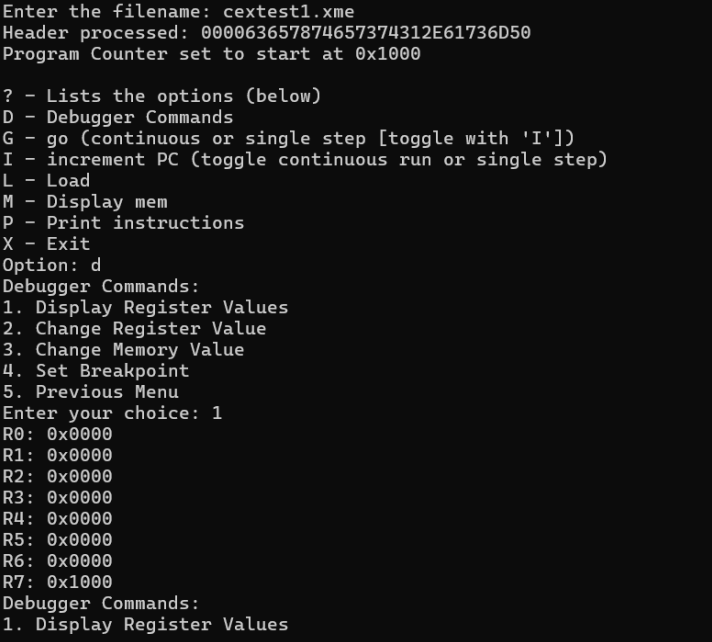 Enter the filename: cextest1.xme
Header processed: 000063657874657374312E61736D50
Program Counter set to start at 0x1000
? - Lists the options (below)
D - Debugger Commands
G - go (continuous or single step [toggle with 'I'])
I - increment PC (toggle continuous run or single step)
L - Load
M - Display mem
P - Print instructions
X - Exit
Option: d
Debugger Commands:
1. Display Register Values
2. Change Register Value
3. Change Memory Value
4. Set Breakpoint
5. Previous Menu
Enter your choice: 1
R0: 0x0000
R1: 0x0000
R2: 0x0000
R3: 0x0000
R4: 0x0000
R5: 0x0000
R6: 0x0000
R7: 0x1000
Debugger Commands:
1. Display Register Values